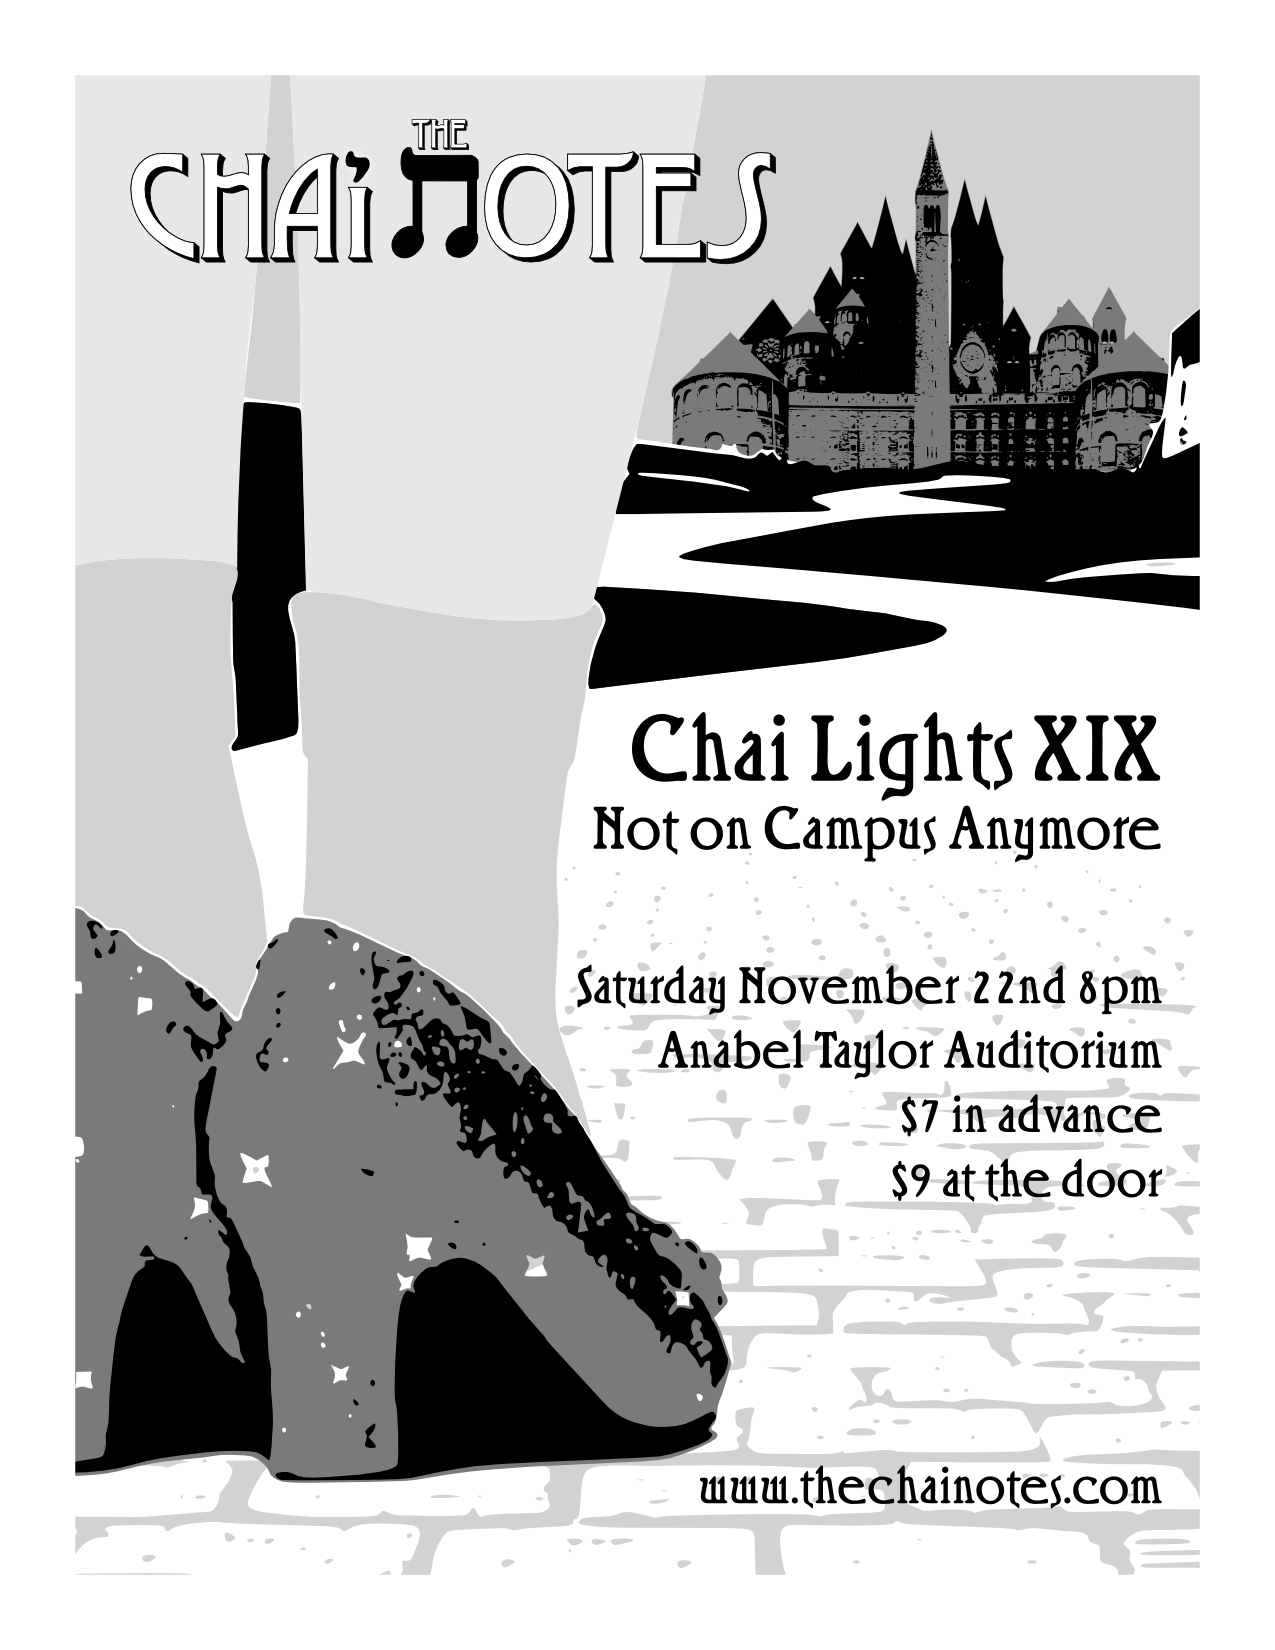 THE
CHAi NOTES
Chai Lights XIX
Not on Campus Anymore
Saturday November 22nd 8pm
Anabel Taylor Auditorium
$7 in advance
$9 at the door
www.thechainotes.com